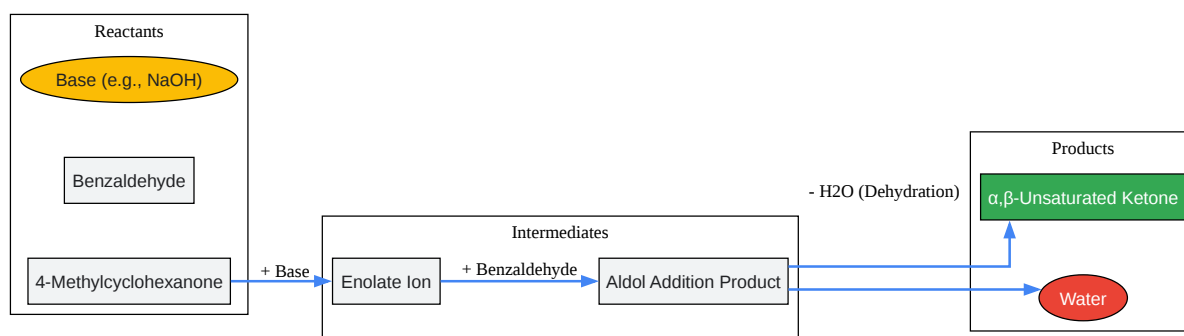 Reactants
Base (e.g., NaOH)
Benzaldehyde
4-Methylcyclohexanone
+ Base
Intermediates
Enolate Ion
+ Benzaldehyde
Aldol Addition Product
- H2O (Dehydration)
Products
α,β-Unsaturated Ketone
Water